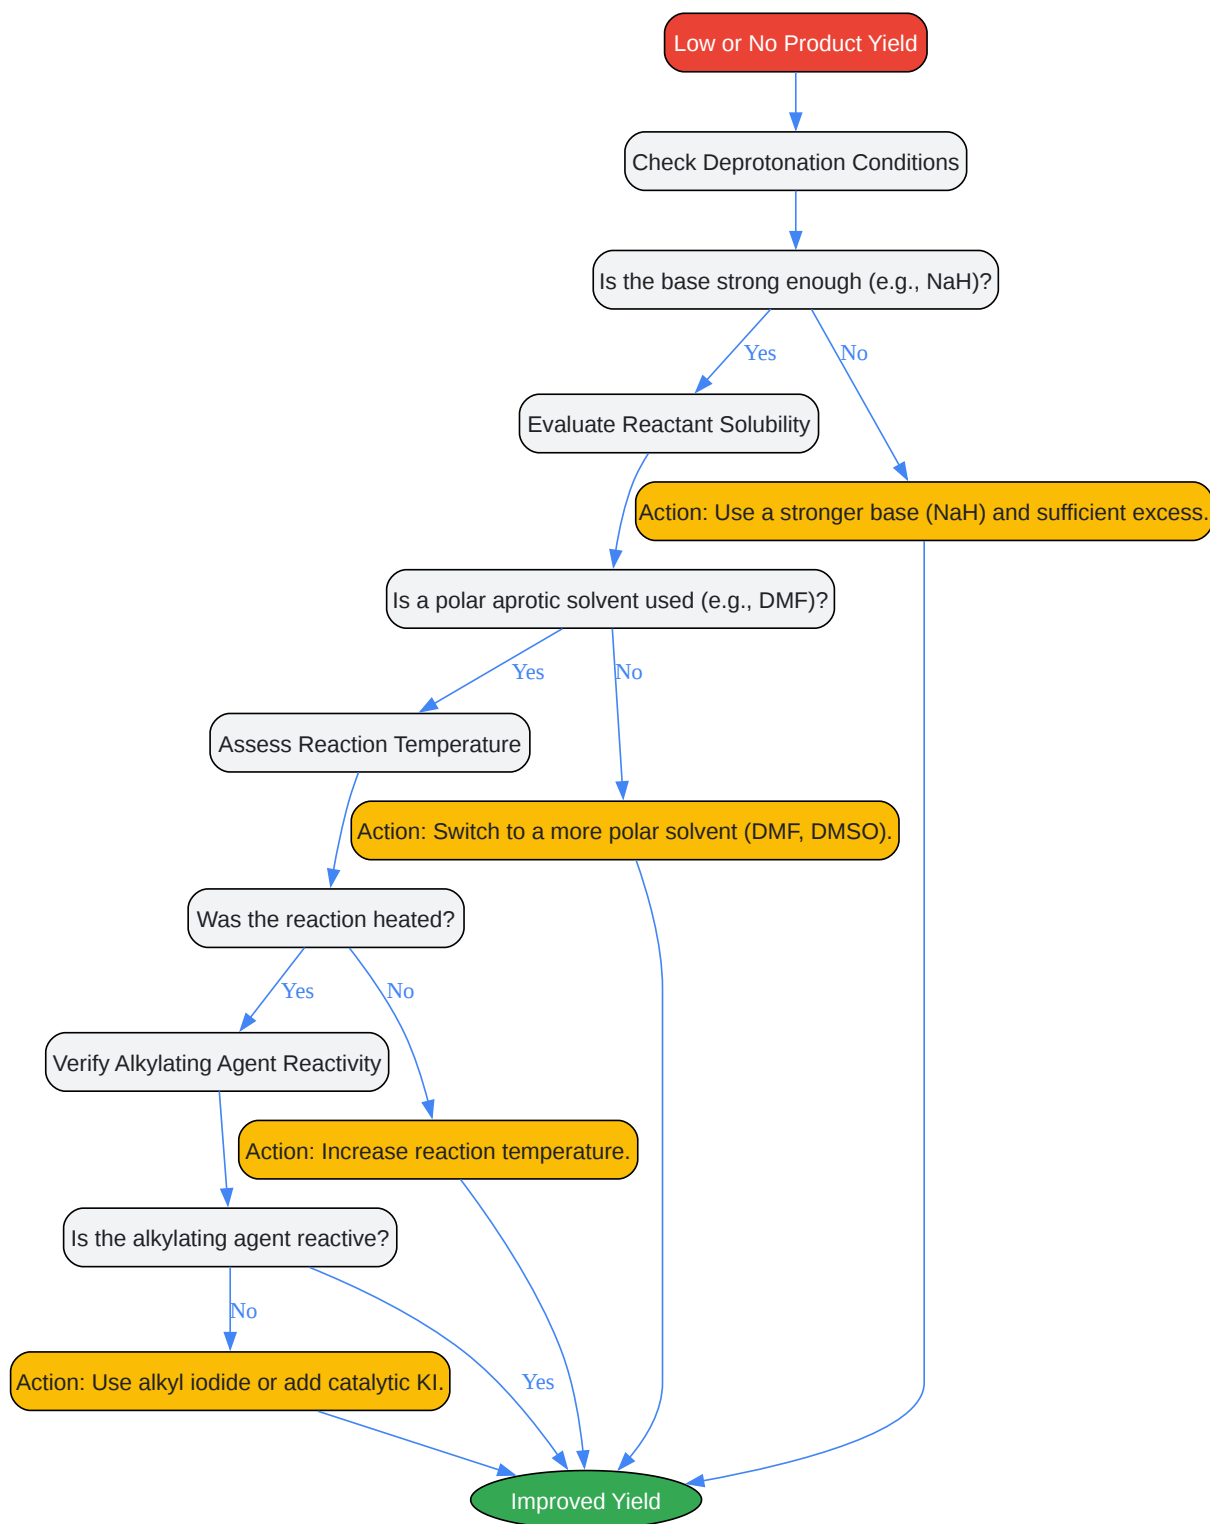 Low or No Product Yield
Check Deprotonation Conditions
Is the base strong enough (e.g., NaH)?
Yes
No
Evaluate Reactant Solubility
Action: Use a stronger base (NaH) and sufficient excess.
Is a polar aprotic solvent used (e.g., DMF)?
Yes
No
Assess Reaction Temperature
Action: Switch to a more polar solvent (DMF, DMSO).
Was the reaction heated?
Yes
No
Verify Alkylating Agent Reactivity
Action: Increase reaction temperature.
Is the alkylating agent reactive?
No
Action: Use alkyl iodide or add catalytic KI.
Yes
Improved Yield